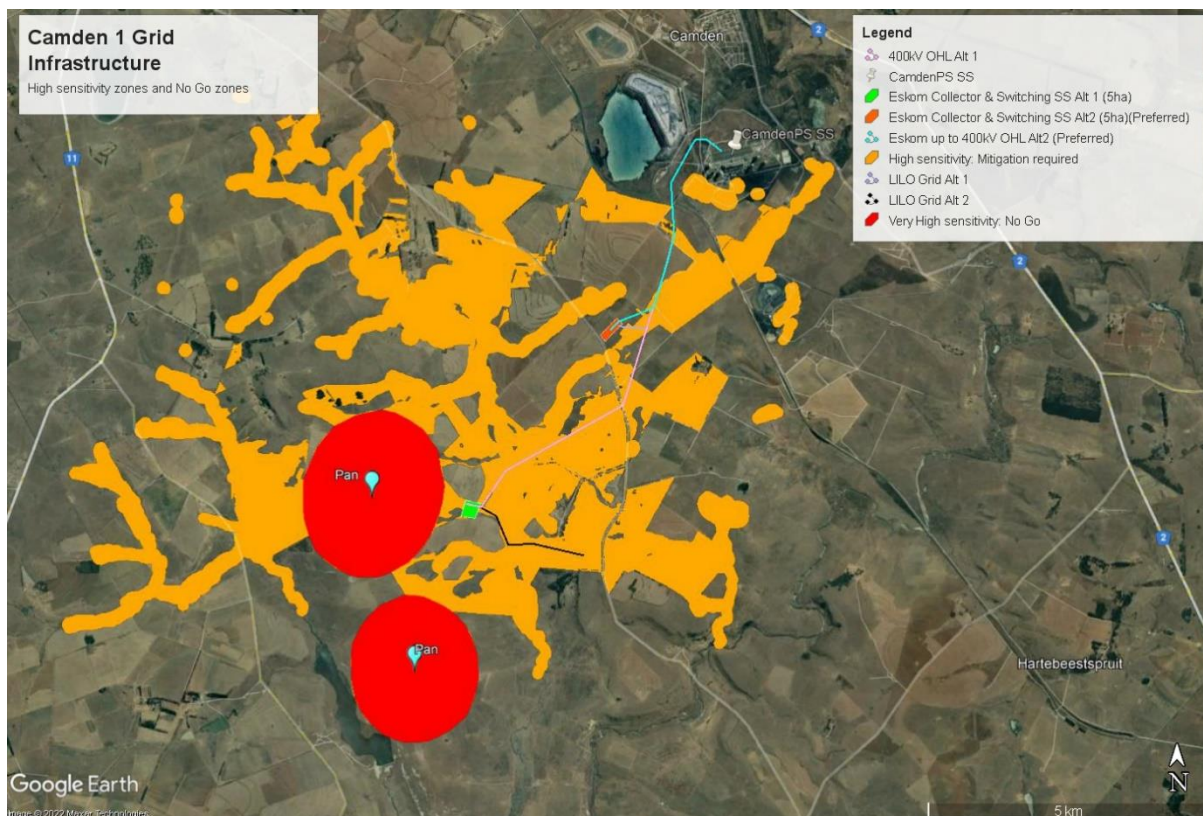 Camden 1 Grid
Infrastructure
High sensitivity zones and No Go zones
Legend
400kV OHL Alt 1
CamdenPS SS
Eskom Collector & Switching SS Alt 1 (5ha)
Eskom Collector & Switching SS Alt2 (5ha)(Preferred)
Eskom up to 400kV OHL Alt2 (Preferred)
High sensitivity: Mitigation required
LILO Grid Alt 1
LILO Grid Alt 2
Very High sensitivity: No Go
Camden
2
CamdenPS SS
11
2
2
Pan
Pan
Hartebeestspruit
Google Earth
N
Image © 2022 Maxar Technologies
5 km